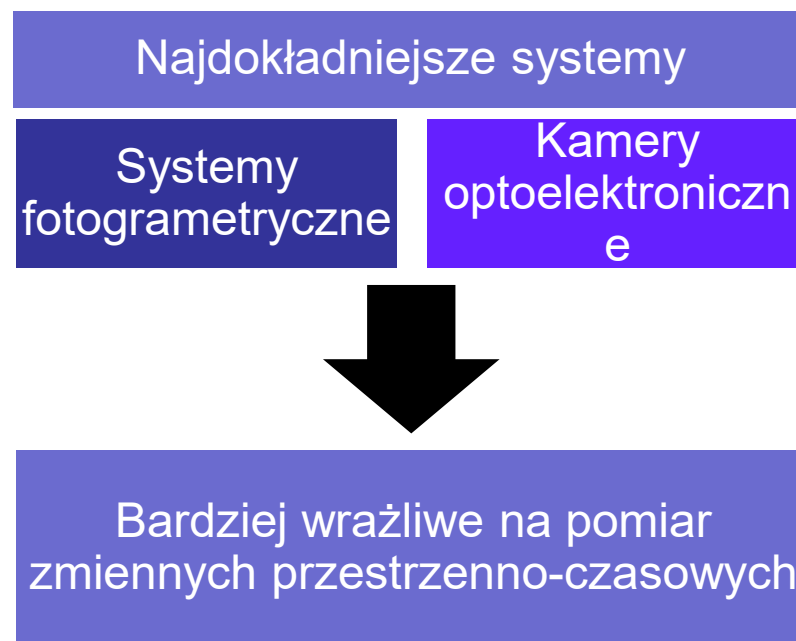 Najdokładniejsze systemy
Systemy
fotogrametryczne
Kamery
optoelektroniczn
e
Bardziej wrażliwe na pomiar
zmiennych przestrzenno-czasowych